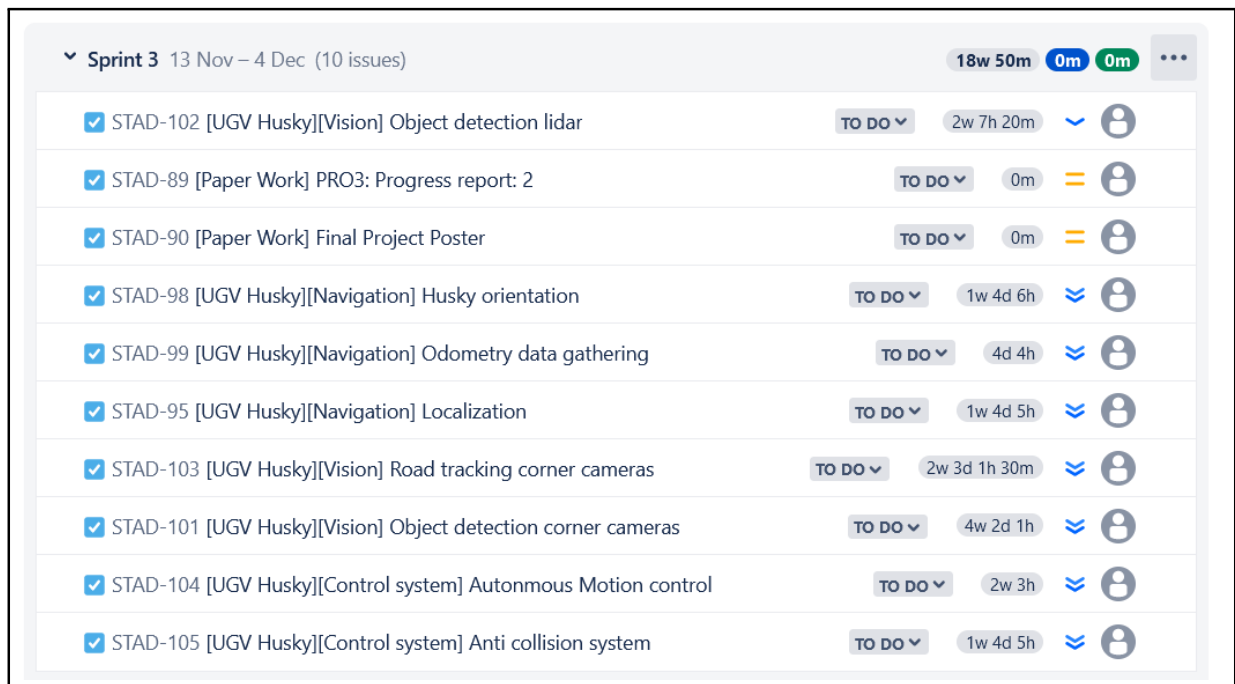 Sprint 3 13 Nov – 4 Dec (10 issues) 18w 50m 0m 0m
STAD-102 [UGV Husky][Vision] Object detection lidar TO DO 2w 7h 20m
STAD-89 [Paper Work] PRO3: Progress report: 2 TO DO 0m
STAD-90 [Paper Work] Final Project Poster TO DO 0m
STAD-98 [UGV Husky][Navigation] Husky orientation TO DO 1w 4d 6h
STAD-99 [UGV Husky][Navigation] Odometry data gathering TO DO 4d 4h
STAD-95 [UGV Husky][Navigation] Localization TO DO 1w 4d 5h
STAD-103 [UGV Husky][Vision] Road tracking corner cameras TO DO 2w 3d 1h 30m
STAD-101 [UGV Husky][Vision] Object detection corner cameras TO DO 4w 2d 1h
STAD-104 [UGV Husky][Control system] Autonmous Motion control TO DO 2w 3h
STAD-105 [UGV Husky][Control system] Anti collision system TO DO 1w 4d 5h